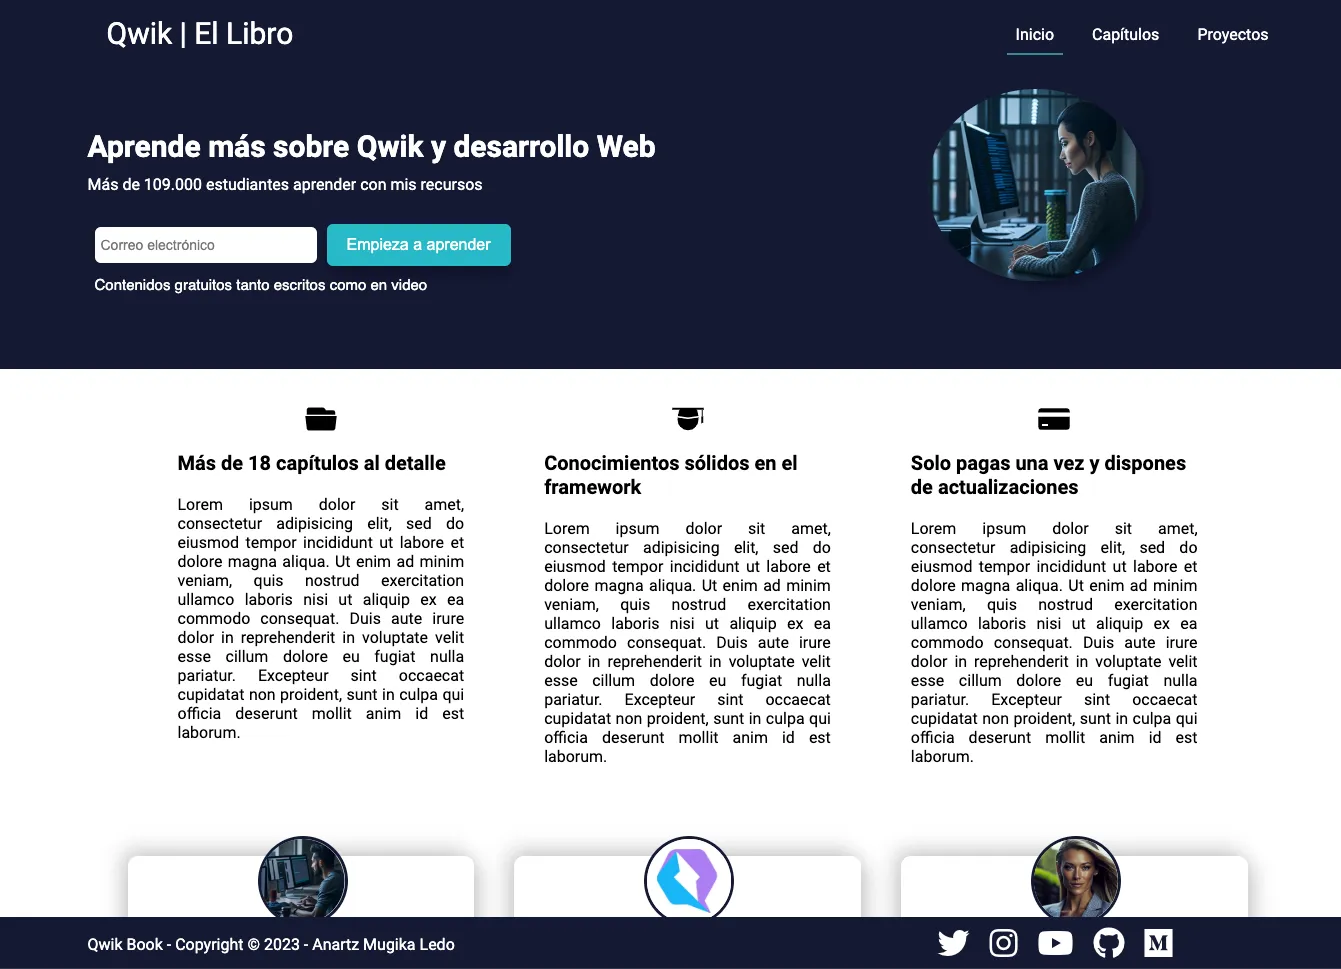 Qwik | El Libro
Inicio Capítulos Proyectos
Aprende más sobre Qwik y desarrollo Web
Más de 109.000 estudiantes aprender con mis recursos
Correo electrónico
Empieza a aprender
Contenidos gratuitos tanto escritos como en video
Más de 18 capítulos al detalle
Lorem ipsum dolor sit amet,
consectetur adipisicing elit, sed do
eiusmod tempor incididunt ut labore et
dolore magna aliqua. Ut enim ad minim
veniam, quis nostrud exercitation
ullamco laboris nisi ut aliquip ex ea
commodo consequat. Duis aute irure
dolor in reprehenderit in voluptate velit
esse cillum dolore eu fugiat nulla
pariatur. Excepteur sint occaecat
cupidatat non proident, sunt in culpa qui
officia deserunt mollit anim id est
laborum.
Conocimientos sólidos en el
framework
Lorem ipsum dolor sit amet,
consectetur adipisicing elit, sed do
eiusmod tempor incididunt ut labore et
dolore magna aliqua. Ut enim ad minim
veniam, quis nostrud exercitation
ullamco laboris nisi ut aliquip ex ea
commodo consequat. Duis aute irure
dolor in reprehenderit in voluptate velit
esse cillum dolore eu fugiat nulla
pariatur. Excepteur sint occaecat
cupidatat non proident, sunt in culpa qui
officia deserunt mollit anim id est
laborum.
Solo pagas una vez y dispones
de actualizaciones
Lorem ipsum dolor sit amet,
consectetur adipisicing elit, sed do
eiusmod tempor incididunt ut labore et
dolore magna aliqua. Ut enim ad minim
veniam, quis nostrud exercitation
ullamco laboris nisi ut aliquip ex ea
commodo consequat. Duis aute irure
dolor in reprehenderit in voluptate velit
esse cillum dolore eu fugiat nulla
pariatur. Excepteur sint occaecat
cupidatat non proident, sunt in culpa qui
officia deserunt mollit anim id est
laborum.
Qwik Book - Copyright © 2023 - Anartz Mugika Ledo
M